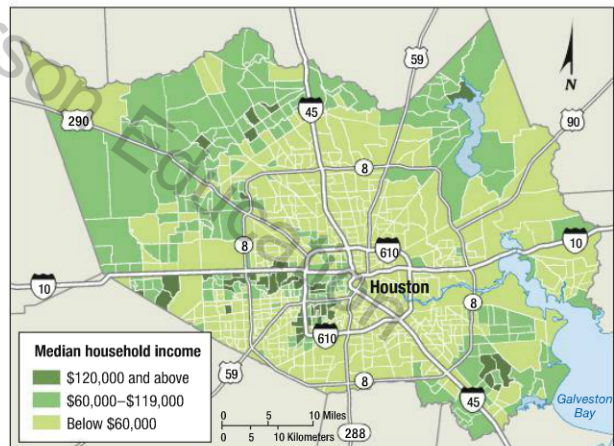 59
N
290
45
90
8
8
610
10
10
Houston
8
610
Median household income
$120,000 and above
$60,000–$119,000
Below $60,000
59
8
45
Galveston
Bay
0 5 10 Miles
0 5 10 Kilometers
288
Education